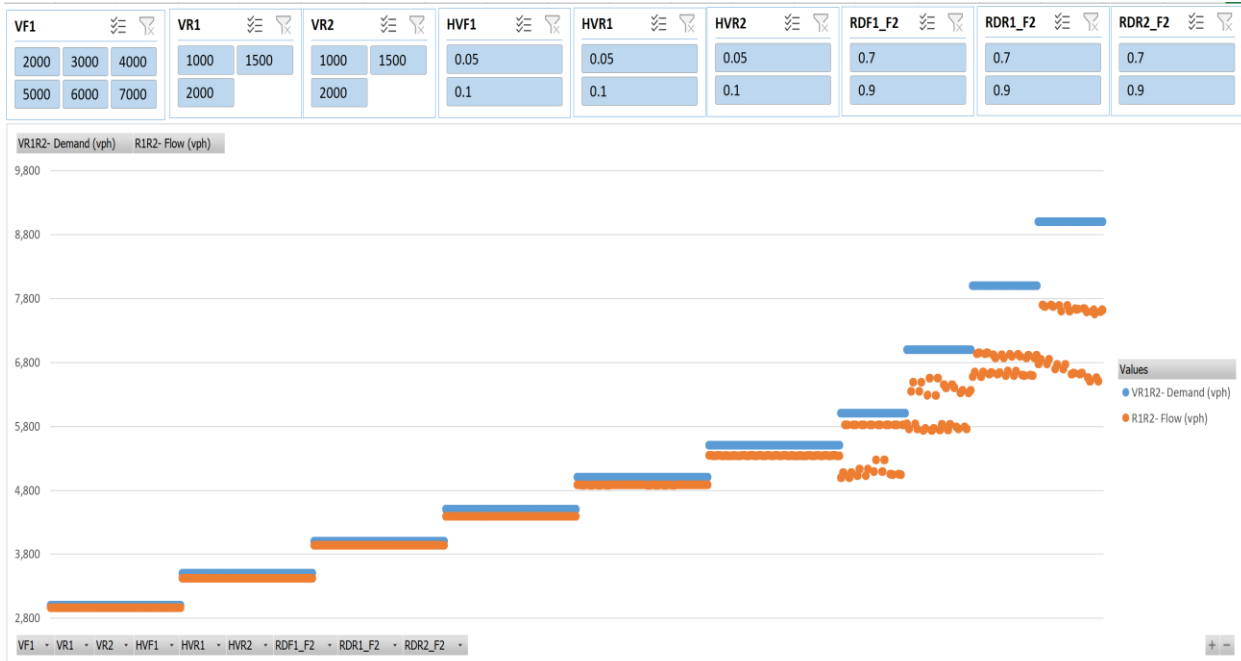 VF1 VR1 VR2 HVF1 HVR1 HVR2 RDF1_F2 RDR1_F2 RDR2_F2
2000 3000 4000 1000 1500 1000 1500 0.05 0.05 0.05 0.7 0.7 0.7
5000 6000 7000 2000 2000 0.1 0.1 0.1 0.9 0.9 0.9
VR1R2- Demand (vph) R1R2- Flow (vph)
9,800
8,800
7,800
6,800
Values
VR1R2- Demand (vph)
R1R2- Flow (vph)
5,800
4,800
3,800
2,800
VF1 VR1 VR2 HVF1 HVR1 HVR2 RDF1_F2 RDR1_F2 RDR2_F2 + -